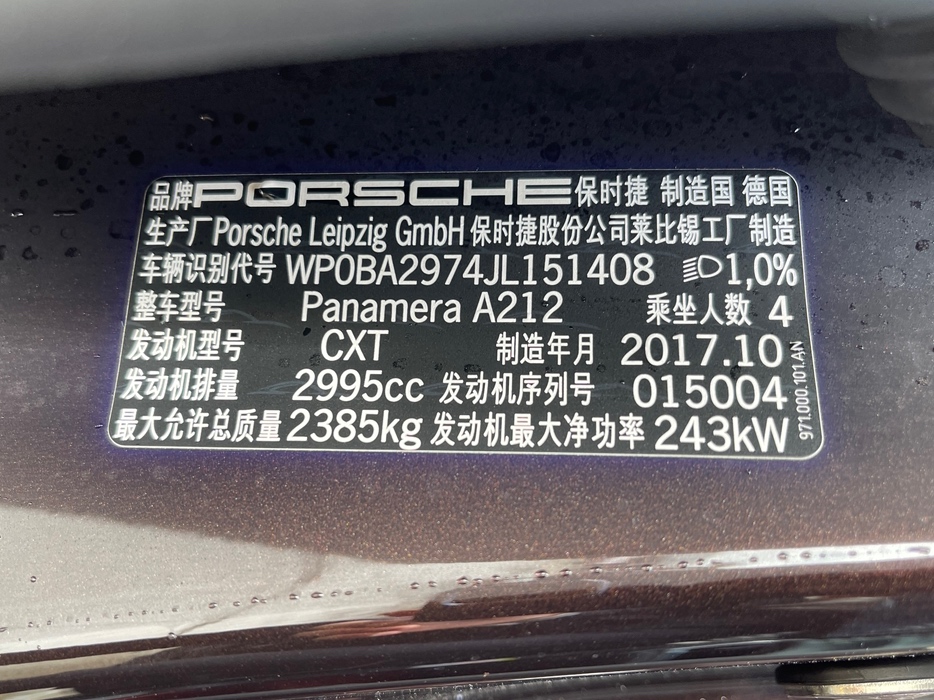 品牌PORSCHE保时捷 制造国 德国
生产厂Porsche Leipzig GmbH保时捷股份公司莱比锡工厂制造
车辆识别代号 WP0BA2974JL151408 1,0%
整车型号 Panamera A212 乘坐人数 4
发动机型号 CXT 制造年月 2017.10
发动机排量 2995cc 发动机序列号 015004
最大允许总质量 2385kg 发动机最大净功率 243kW
971.000.101.AN